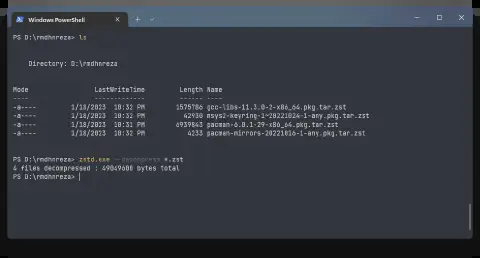 Windows PowerShell
PS D:\rmdhnreza> ls
Directory: D:\rmdhnreza
Mode LastWriteTime Length Name
---- ------------- ------ ----
-a---- 1/18/2023 10:32 PM 1575786 gcc-libs-11.3.0-2-x86_64.pkg.tar.zst
-a---- 1/18/2023 10:32 PM 42930 msys2-keyring-1~20221024-1-any.pkg.tar.zst
-a---- 1/18/2023 10:31 PM 6939843 pacman-6.0.1-29-x86_64.pkg.tar.zst
-a---- 1/18/2023 10:32 PM 4233 pacman-mirrors-20221016-1-any.pkg.tar.zst
PS D:\rmdhnreza> zstd.exe --decompress *.zst
4 files decompressed : 49049600 bytes total
PS D:\rmdhnreza>